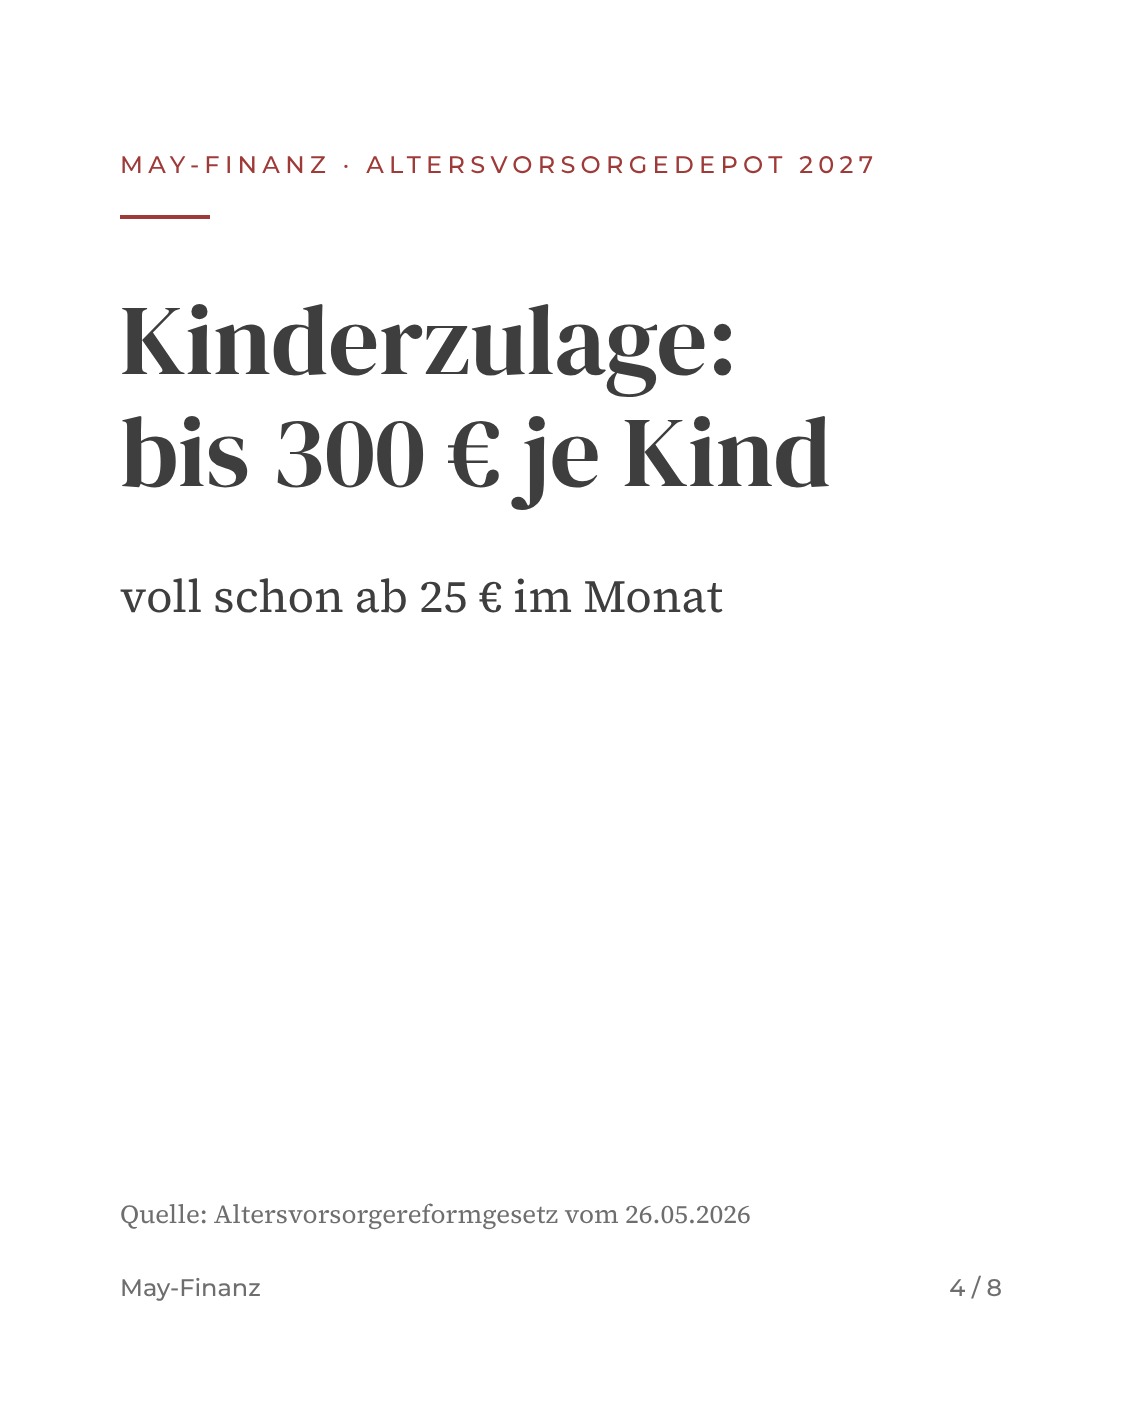 MAY-FINANZ · ALTERSVORSORGEDEPOT 2027
Kinderzulage:
bis 300 € je Kind
voll schon ab 25 € im Monat
Quelle: Altersvorsorgereformgesetz vom 26.05.2026
May-Finanz
4 / 8